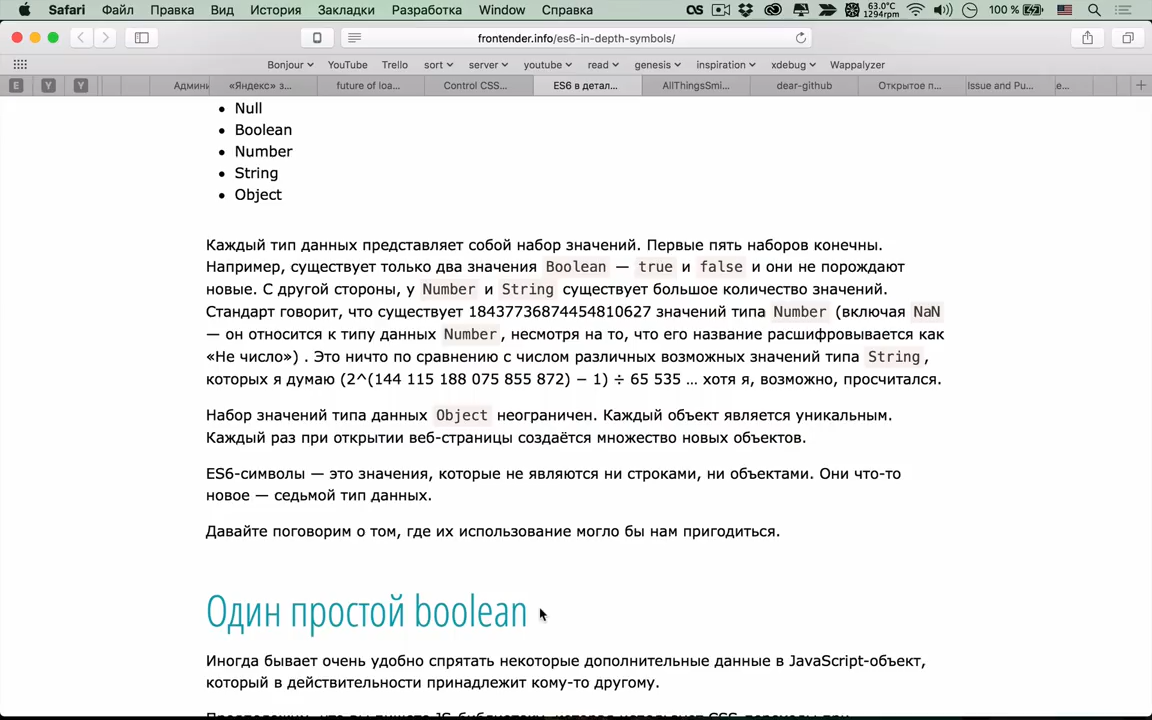 Safari Файл Правка Вид История Закладки Разработка Window Справка 63.0°C 1294rpm 100 %
frontender.info/es6-in-depth-symbols/
Bonjour YouTube Trello sort server youtube read genesis inspiration xdebug Wappalyzer
E Y Y Админи «Яндекс» з... future of loa... Control CSS... ES6 в детал... AllThingsSmi... dear-github Открытое п... Issue and Pu... .е...
• Null
• Boolean
• Number
• String
• Object
Каждый тип данных представляет собой набор значений. Первые пять наборов конечны.
Например, существует только два значения Boolean — true и false и они не порождают
новые. С другой стороны, у Number и String существует большое количество значений.
Стандарт говорит, что существует 18437736874454810627 значений типа Number (включая NaN
— он относится к типу данных Number, несмотря на то, что его название расшифровывается как
«Не число») . Это ничто по сравнению с числом различных возможных значений типа String,
которых я думаю (2^(144 115 188 075 855 872) − 1) ÷ 65 535 … хотя я, возможно, просчитался.
Набор значений типа данных Object неограничен. Каждый объект является уникальным.
Каждый раз при открытии веб-страницы создаётся множество новых объектов.
ES6-символы — это значения, которые не являются ни строками, ни объектами. Они что-то
новое — седьмой тип данных.
Давайте поговорим о том, где их использование могло бы нам пригодиться.
Один простой boolean
Иногда бывает очень удобно спрятать некоторые дополнительные данные в JavaScript-объект,
который в действительности принадлежит кому-то другому.